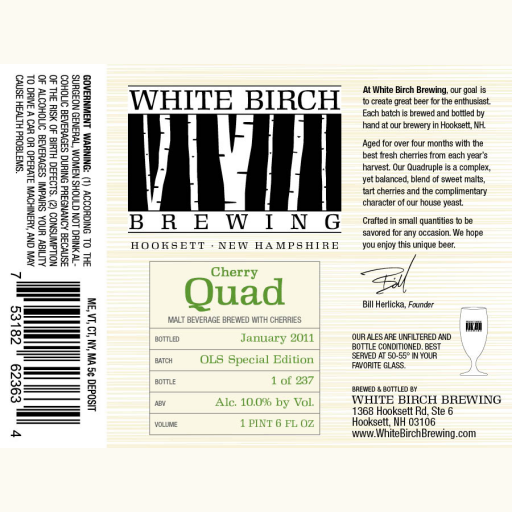 GOVERNMENT WARNING: (1) ACCORDING TO THE
SURGEON GENERAL, WOMEN SHOULD NOT DRINK AL-
COHOLIC BEVERAGES DURING PREGNANCY BECAUSE
OF THE RISK OF BIRTH DEFECTS. (2) CONSUMPTION
OF ALCOHOLIC BEVERAGES IMPAIRS YOUR ABILITY
TO DRIVE A CAR OR OPERATE MACHINERY, AND MAY
CAUSE HEALTH PROBLEMS.
ME, VT, CT, NY, MA 5¢ DEPOSIT
7 53182 62363 4
WHITE BIRCH
BREWING
HOOKSETT · NEW HAMPSHIRE
Cherry
Quad
MALT BEVERAGE BREWED WITH CHERRIES
BOTTLED January 2011
BATCH OLS Special Edition
BOTTLE 1 of 237
ABV Alc. 10.0% by Vol.
VOLUME 1 PINT 6 FL OZ
At White Birch Brewing, our goal is
to create great beer for the enthusiast.
Each batch is brewed and bottled by
hand at our brewery in Hooksett, NH.
Aged for over four months with the
best fresh cherries from each year's
harvest. Our Quadruple is a complex,
yet balanced, blend of sweet malts,
tart cherries and the complimentary
character of our house yeast.
Crafted in small quantities to be
savored for any occasion. We hope
you enjoy this unique beer.
Bill
Bill Herlicka, Founder
OUR ALES ARE UNFILTERED AND
BOTTLE CONDITIONED. BEST
SERVED AT 50-55° IN YOUR
FAVORITE GLASS.
BREWED & BOTTLED BY
WHITE BIRCH BREWING
1368 Hooksett Rd, Ste 6
Hooksett, NH 03106
www.WhiteBirchBrewing.com